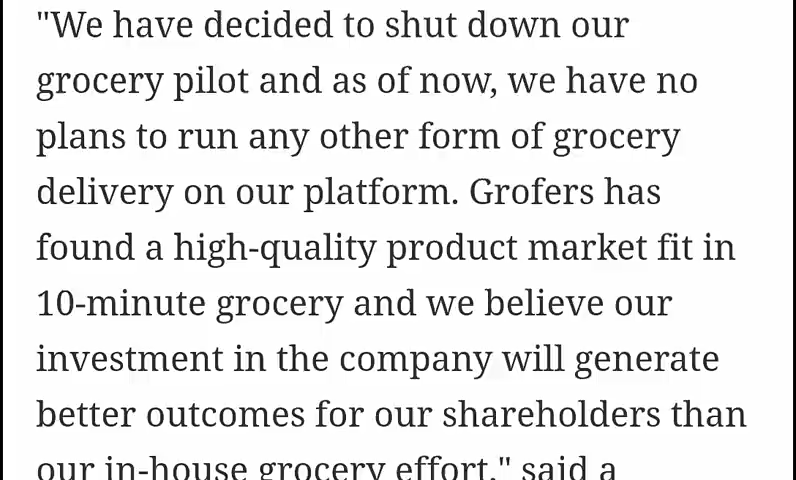 "We have decided to shut down our
grocery pilot and as of now, we have no
plans to run any other form of grocery
delivery on our platform. Grofers has
found a high-quality product market fit in
10-minute grocery and we believe our
investment in the company will generate
better outcomes for our shareholders than
our in-house grocery effort," said a